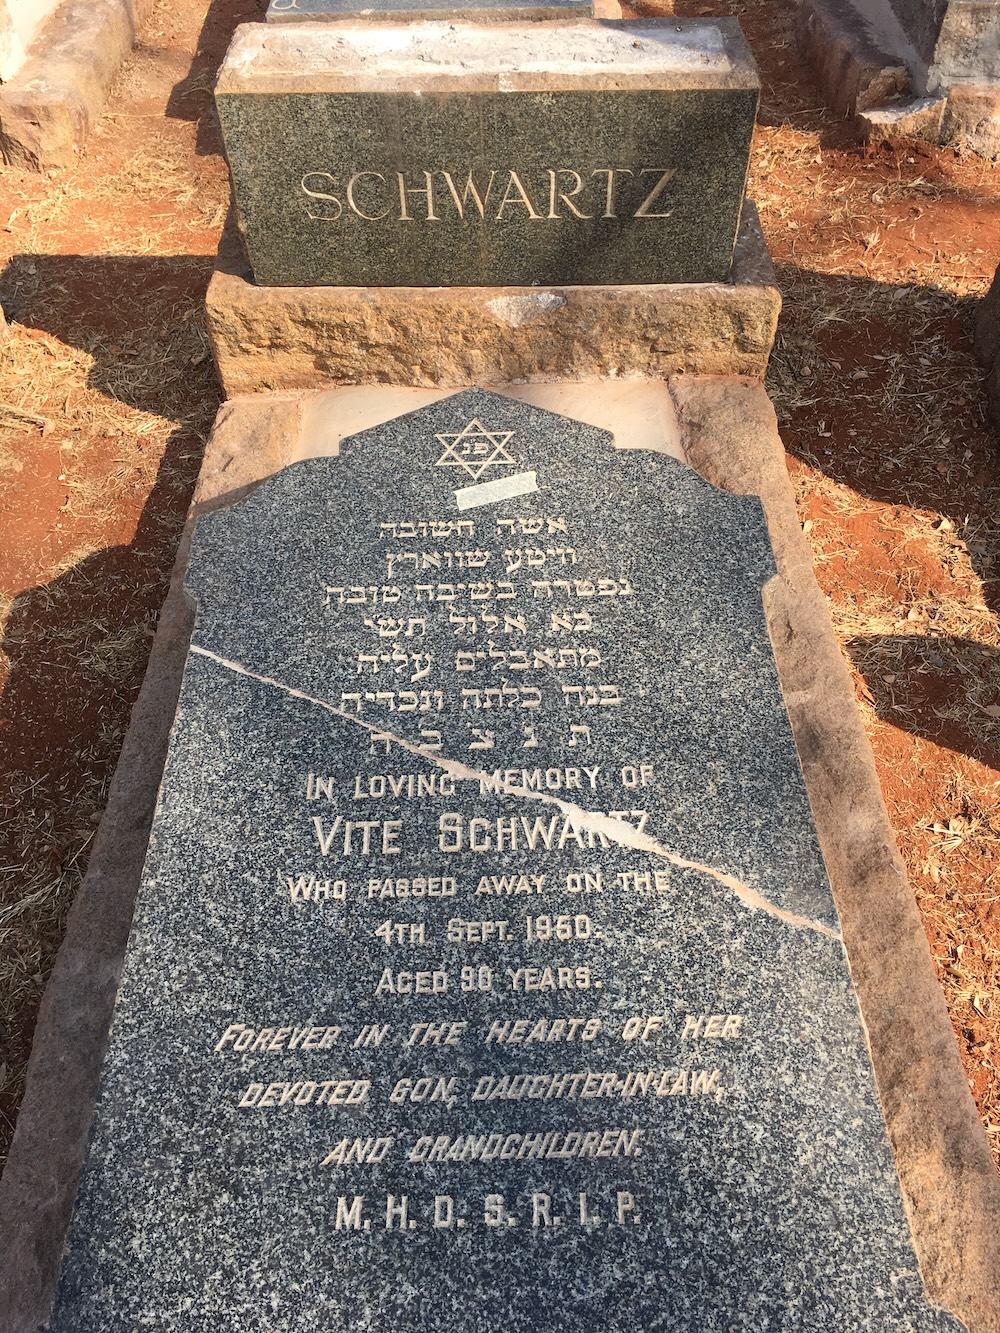 SCHWARTZ
פנ
אשה חשובה
וויטע שווארץ
נפטרה בשיבה טובה
כא אלול תשי
מתאבלים עליה
בנה כלתה ונכדיה
ת נ צ ב ה
IN LOVING MEMORY OF
VITE SCHWARTZ
WHO PASSED AWAY ON THE
4TH SEPT. 1950.
AGED 90 YEARS.
FOREVER IN THE HEARTS OF HER
DEVOTED SON, DAUGHTER-IN-LAW,
AND GRANDCHILDREN.
M. H. D. S. R. I. P.